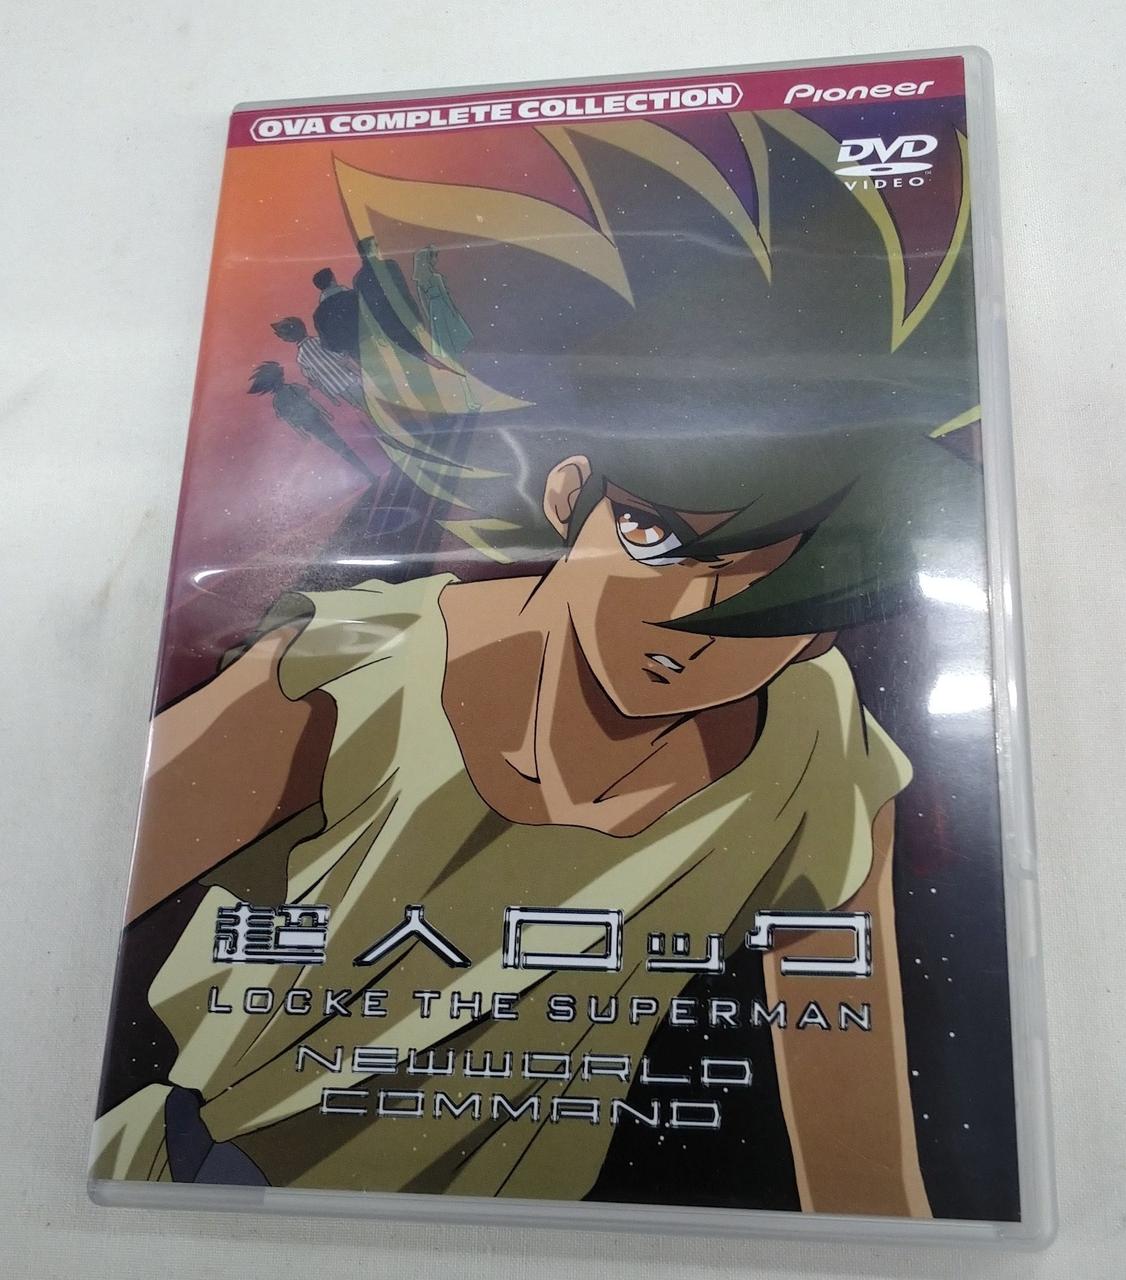 OVA COMPLETE COLLECTION
Pioneer
DVD
VIDEO
超人ロック
LOCKE THE SUPERMAN
NEWWORLD
COMMAND